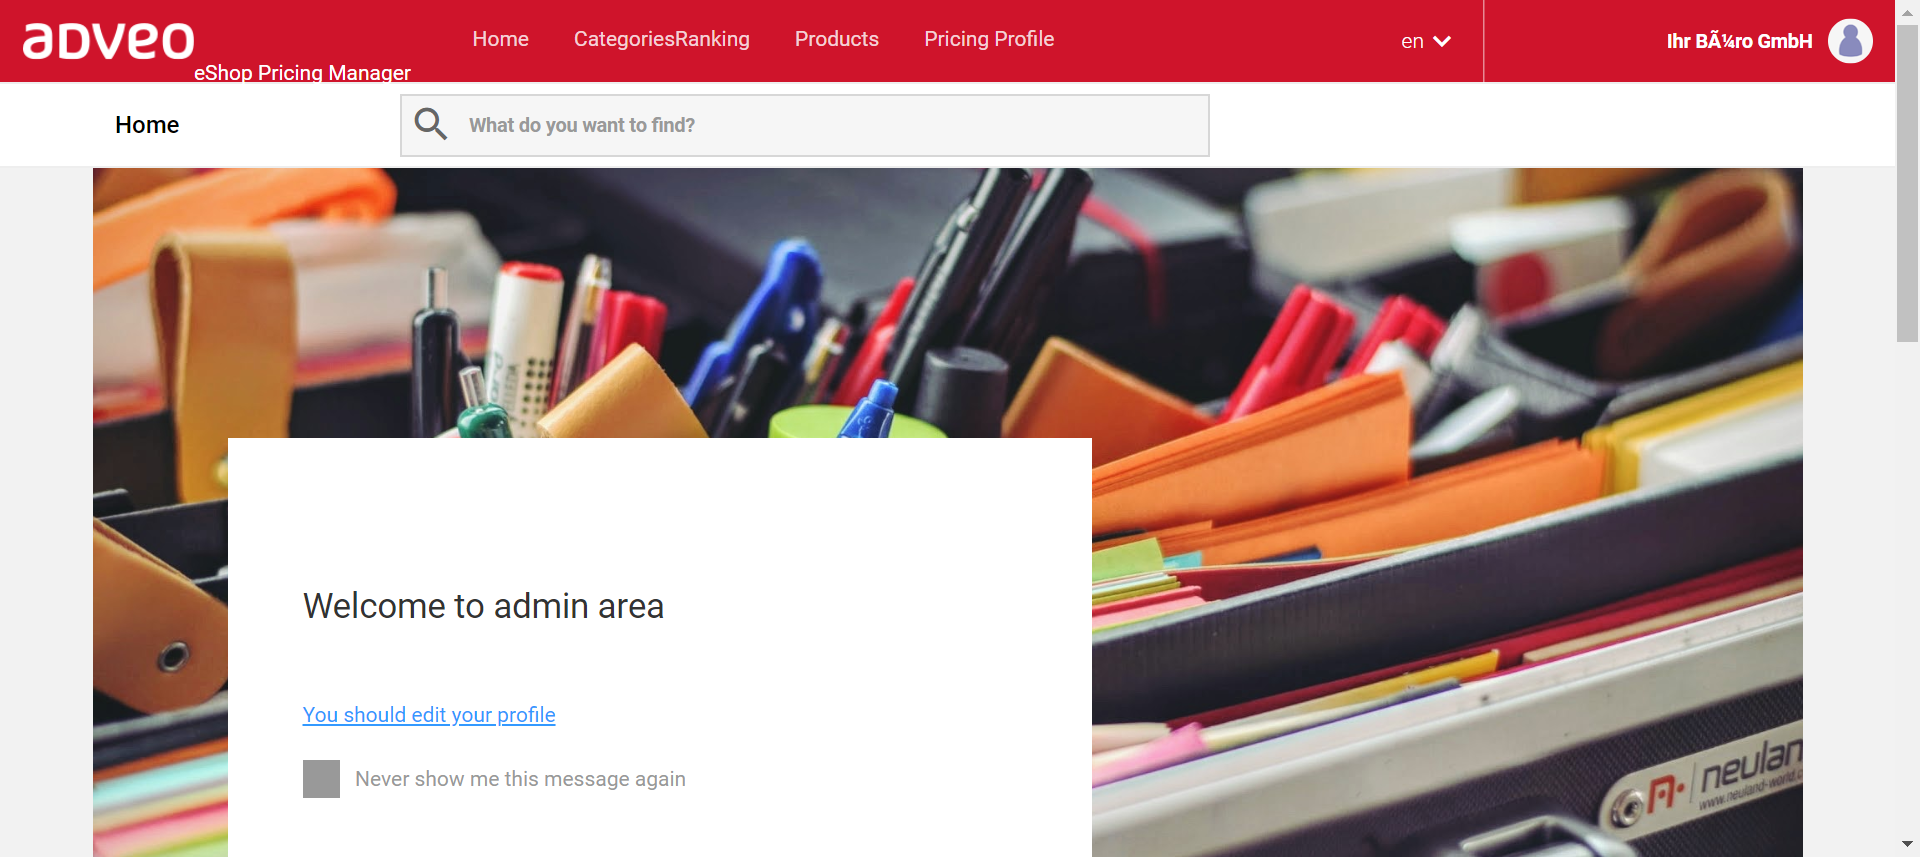 adveo
eShop Pricing Manager
Home
CategoriesRanking
Products
Pricing Profile
en
Ihr BÃ¼ro GmbH
Home
What do you want to find?
Welcome to admin area
You should edit your profile
Never show me this message again
neulan
www.neuland-world.c